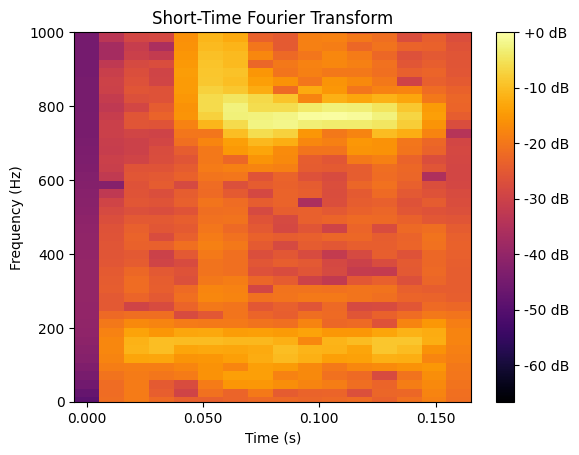 Short-Time Fourier Transform
Frequency (Hz)
1000
800
600
400
200
0
0.000
0.050
0.100
0.150
Time (s)
+0 dB
-10 dB
-20 dB
-30 dB
-40 dB
-50 dB
-60 dB